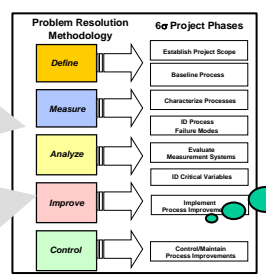 Problem Resolution
Methodology
6σ Project Phases
Define
Establish Project Scope
Baseline Process
Measure
Characterize Processes
ID Process
Failure Modes
Analyze
Evaluate
Measurement Systems
ID Critical Variables
Improve
Implement
Process
Control
Control/Maintain
Process Improvements